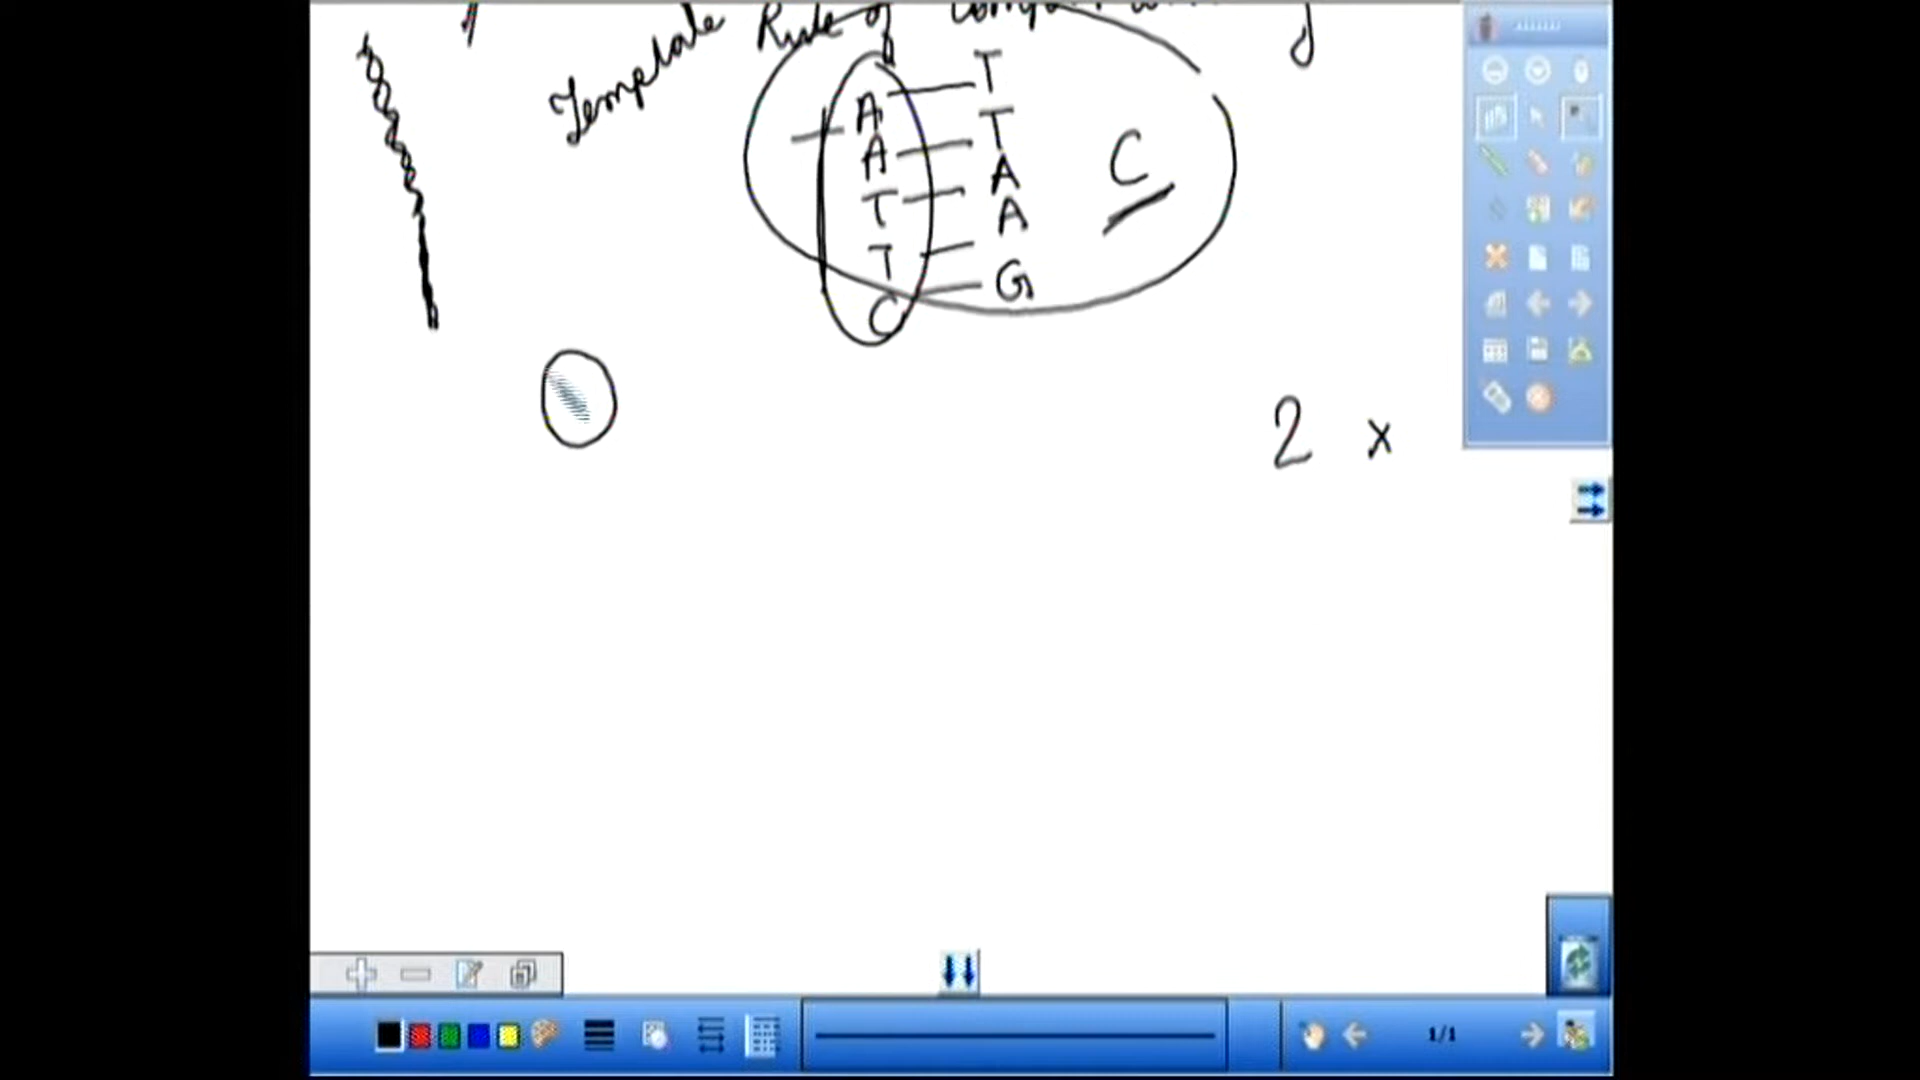 Template Rule of
A T
A T
T A C
T A
C G
2 x
1/1